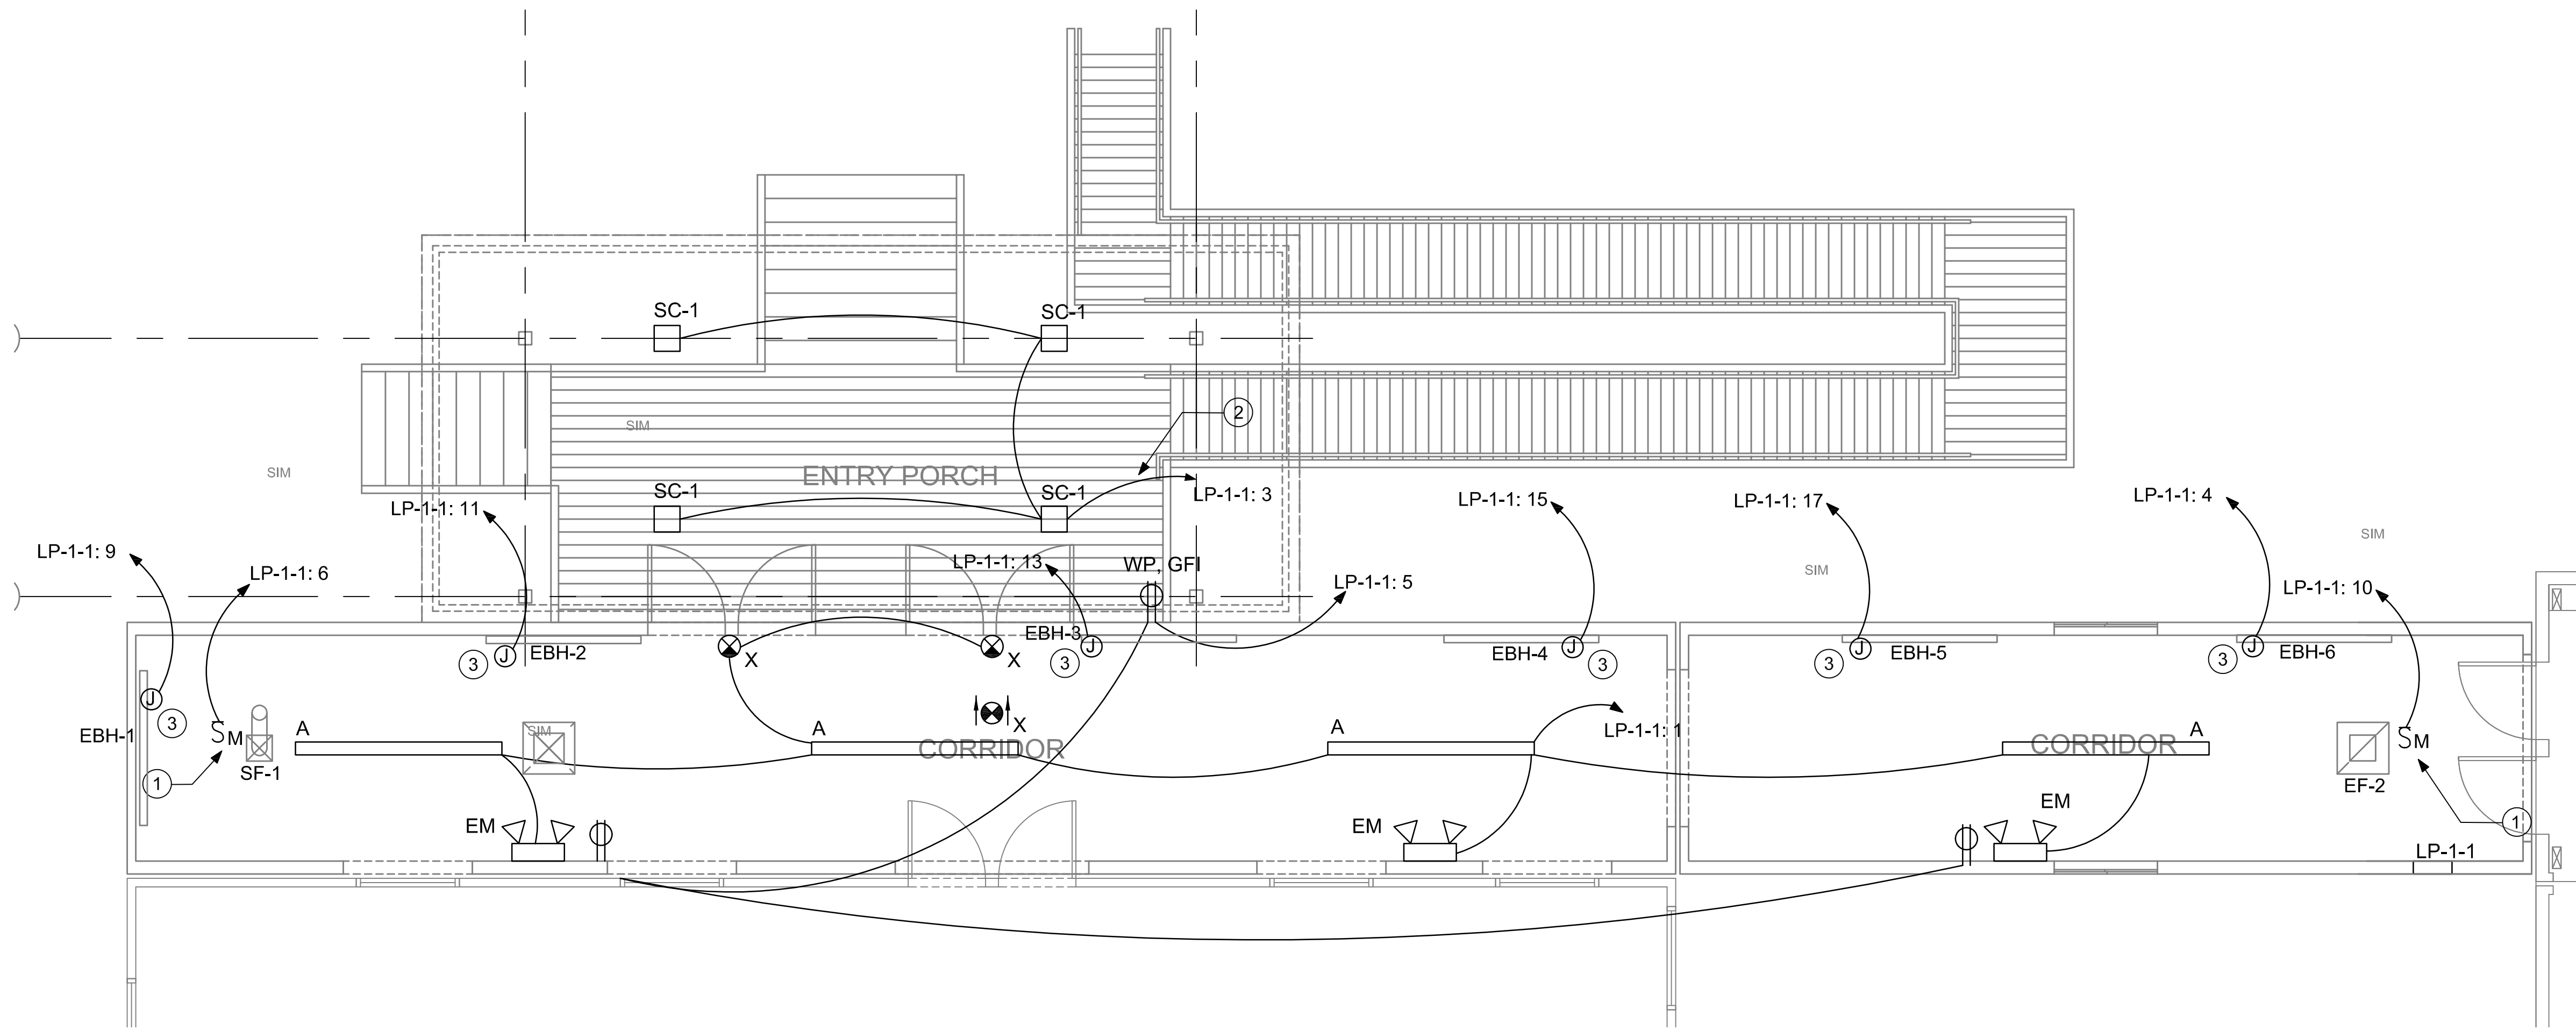 SC-1
SC-1
2
SIM
SIM
ENTRY PORCH
SC-1
SC-1
LP-1-1: 3
LP-1-1: 11
LP-1-1: 15
LP-1-1: 17
LP-1-1: 4
SIM
LP-1-1: 9
LP-1-1: 6
LP-1-1: 13
WP, GFI
LP-1-1: 5
SIM
LP-1-1: 10
EBH-3
3
J
EBH-2
X
X
3
J
EBH-4
J
3
3
J
EBH-5
3
J
EBH-6
J
3
EBH-1
S M
A
SIM
A
X
A
LP-1-1: 1
A
S M
CORRIDOR
CORRIDOR
SF-1
1
EF-2
EM
EM
EM
1
LP-1-1